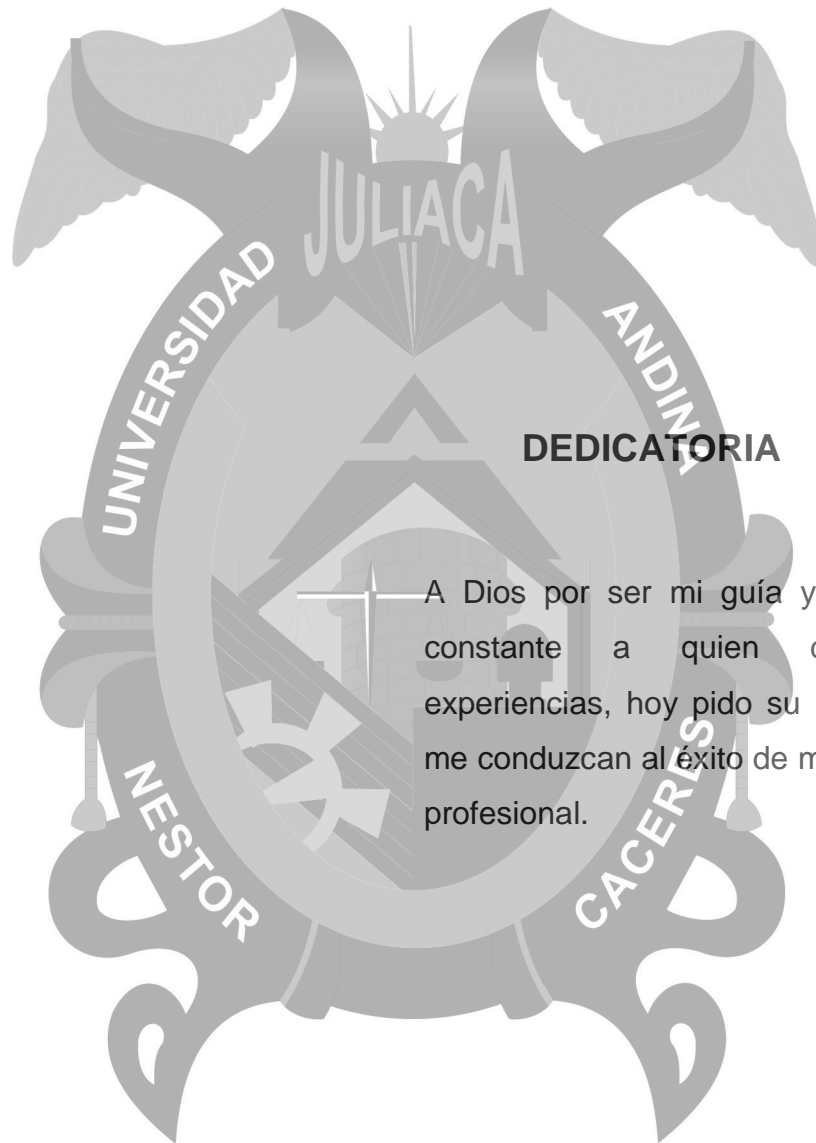 JULIACA
UNIVERSIDAD
ANDINA
NESTOR
CACERES
DEDICATORIA
A Dios por ser mi guía y
constante a quien
experiencias, hoy pido su
me conduzcan al éxito de
profesional.